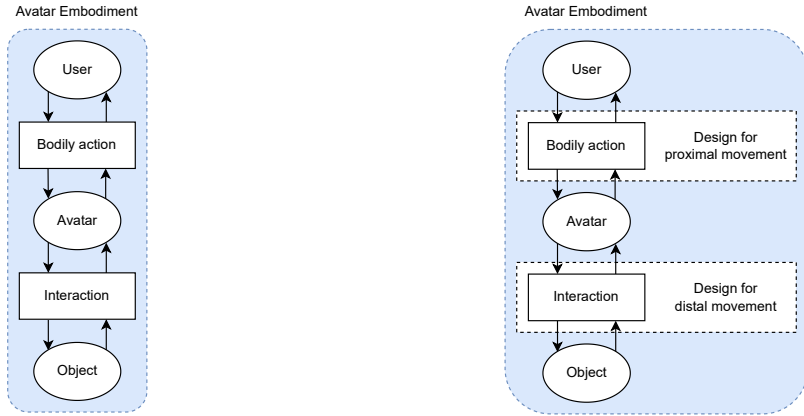 Avatar Embodiment
User
Bodily action
Avatar
Interaction
Object
Avatar Embodiment
User
Bodily action
Design for
proximal movement
Avatar
Interaction
Design for
distal movement
Object